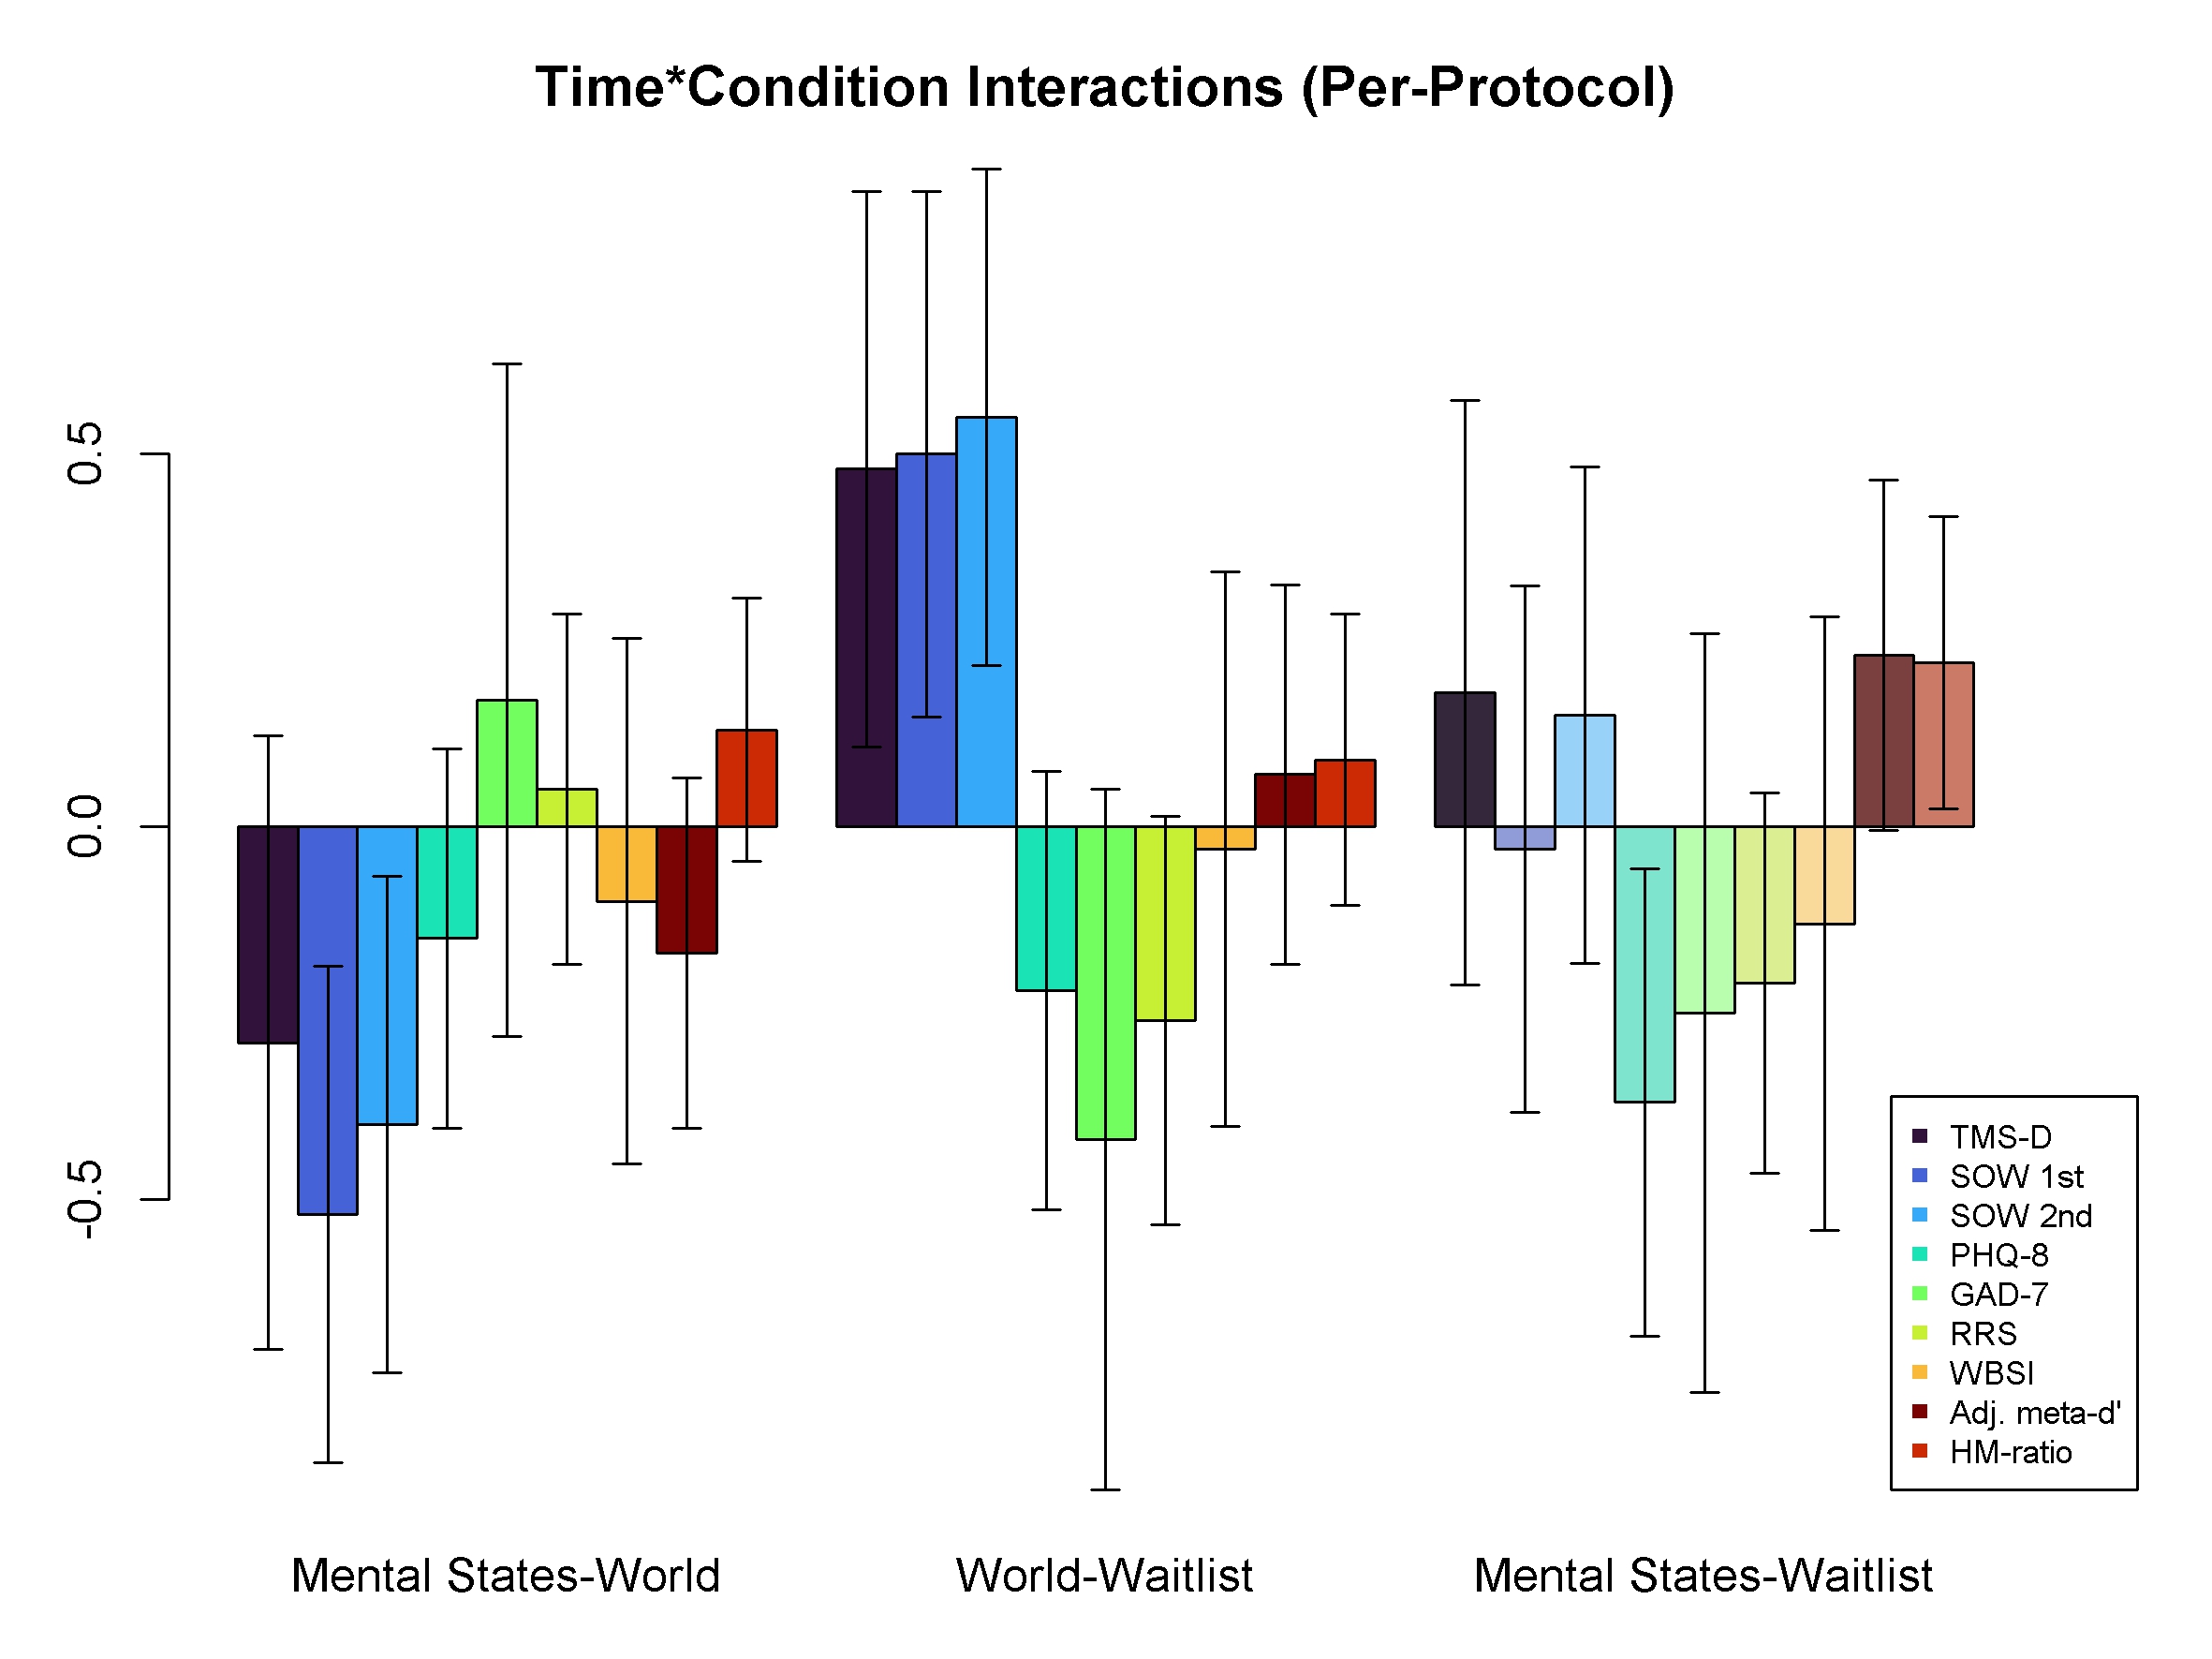 Time*Condition Interactions (Per-Protocol)
0.5
0.0
-0.5
TMS-D
SOW 1st
SOW 2nd
PHQ-8
GAD-7
RRS
WBSI
Adj. meta-d'
HM-ratio
Mental States-World
World-Waitlist
Mental States-Waitlist